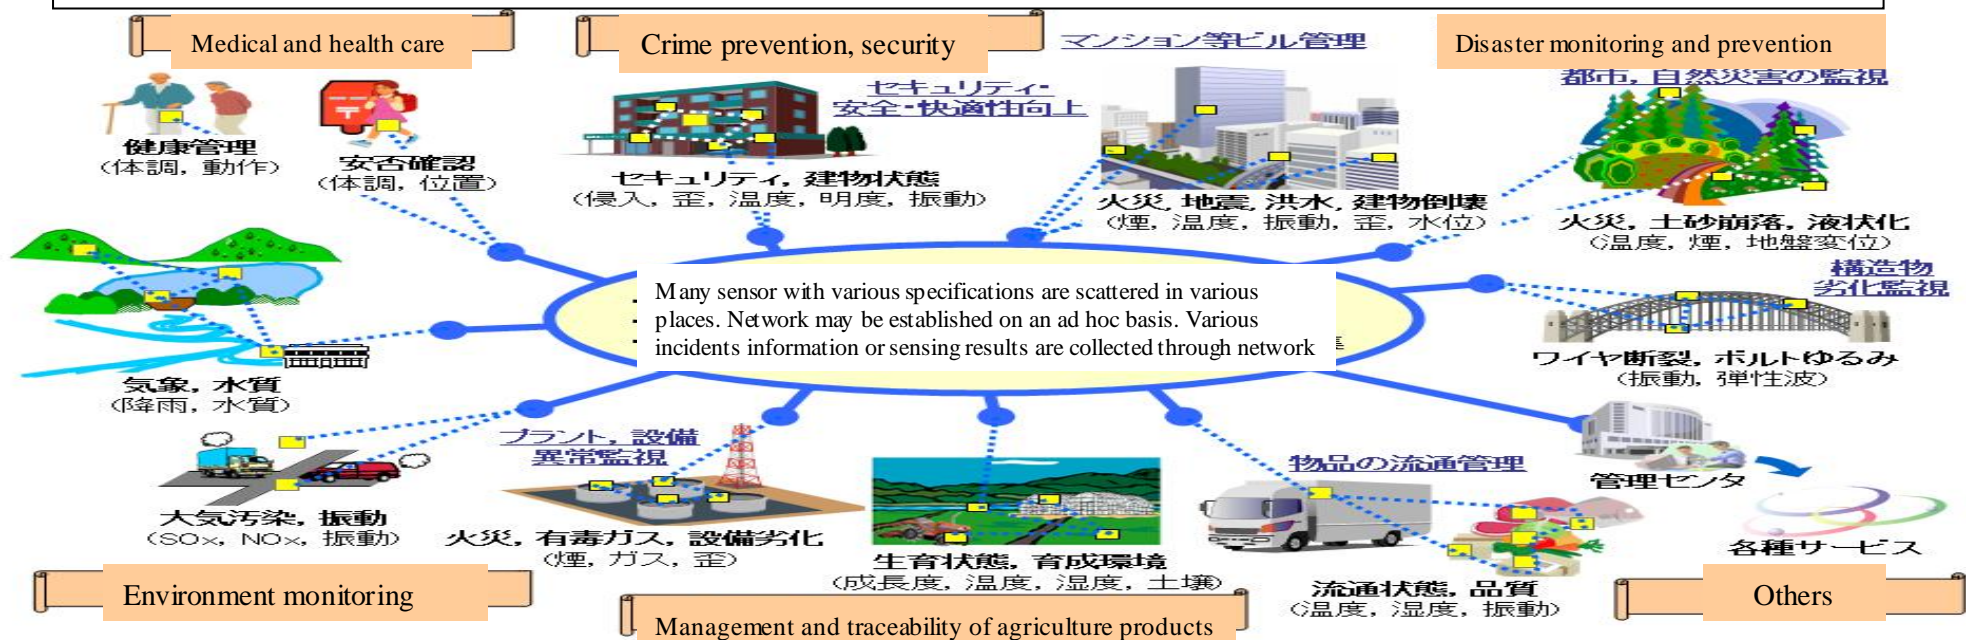 Medical and health care
Crime prevention, security
マンション等ビル管理
Disaster monitoring and prevention
都市，自然災害の監視
セキュリティ・
安全・快適性向上
健康管理
（体調，動作）
安否確認
（体調，位置）
セキュリティ，建物状態
（侵入，歪，温度，明度，振動）
火災，地震，洪水，建物倒壊
（煙，温度，振動，歪，水位）
火災，土砂崩落，液状化
（温度，煙，地盤変位）
構造物
劣化監視
Many sensor with various specifications are scattered in various
places. Network may be established on an ad hoc basis. Various
incidents information or sensing results are collected through network
ワイヤ断裂，ボルトゆるみ
（振動，弾性波）
気象，水質
（降雨，水質）
プラント，設備
異常監視
物品の流通管理
管理センタ
大気汚染，振動
（SOx，NOx，振動）
火災，有毒ガス，設備劣化
（煙，ガス，歪）
生育状態，育成環境
（成長度，温度，湿度，土壌）
流通状態，品質
（温度，湿度，振動）
各種サービス
Environment monitoring
Management and traceability of agriculture products
Others